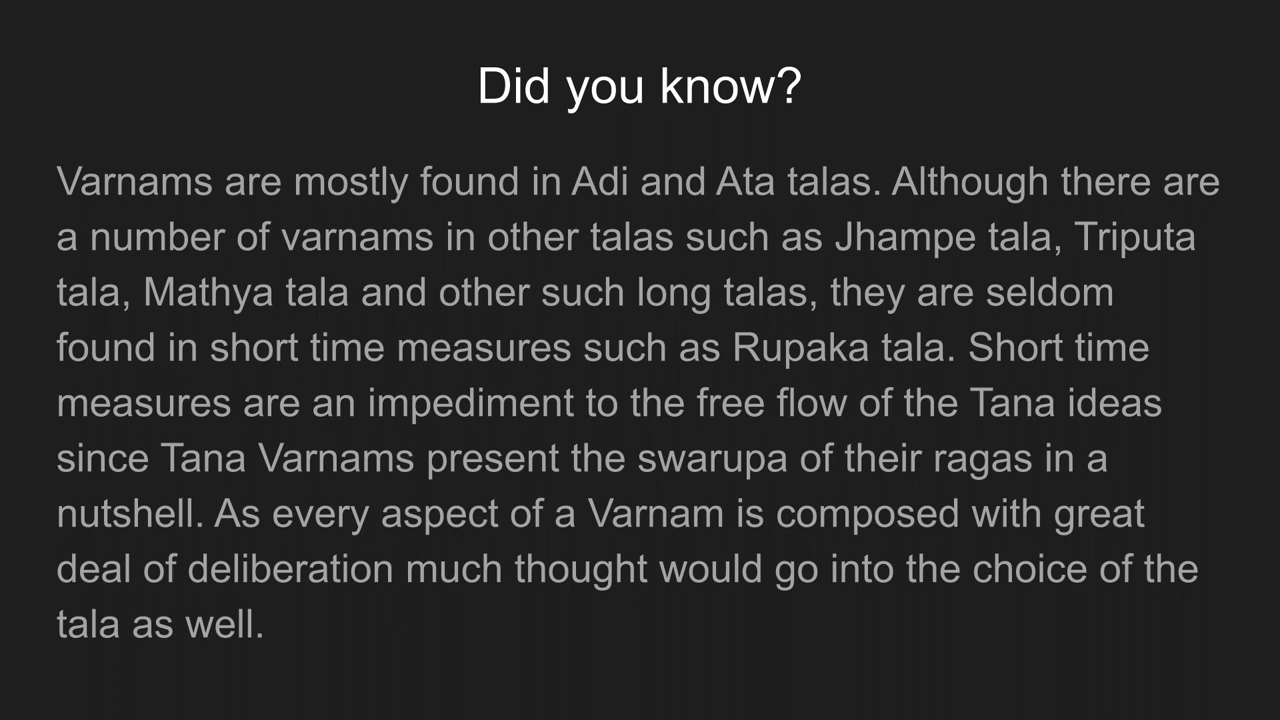 Did you know?
Varnams are mostly found in Adi and Ata talas. Although there are
a number of varnams in other talas such as Jhampe tala, Triputa
tala, Mathya tala and other such long talas, they are seldom
found in short time measures such as Rupaka tala. Short time
measures are an impediment to the free flow of the Tana ideas
since Tana Varnams present the swarupa of their ragas in a
nutshell. As every aspect of a Varnam is composed with great
deal of deliberation much thought would go into the choice of the
tala as well.